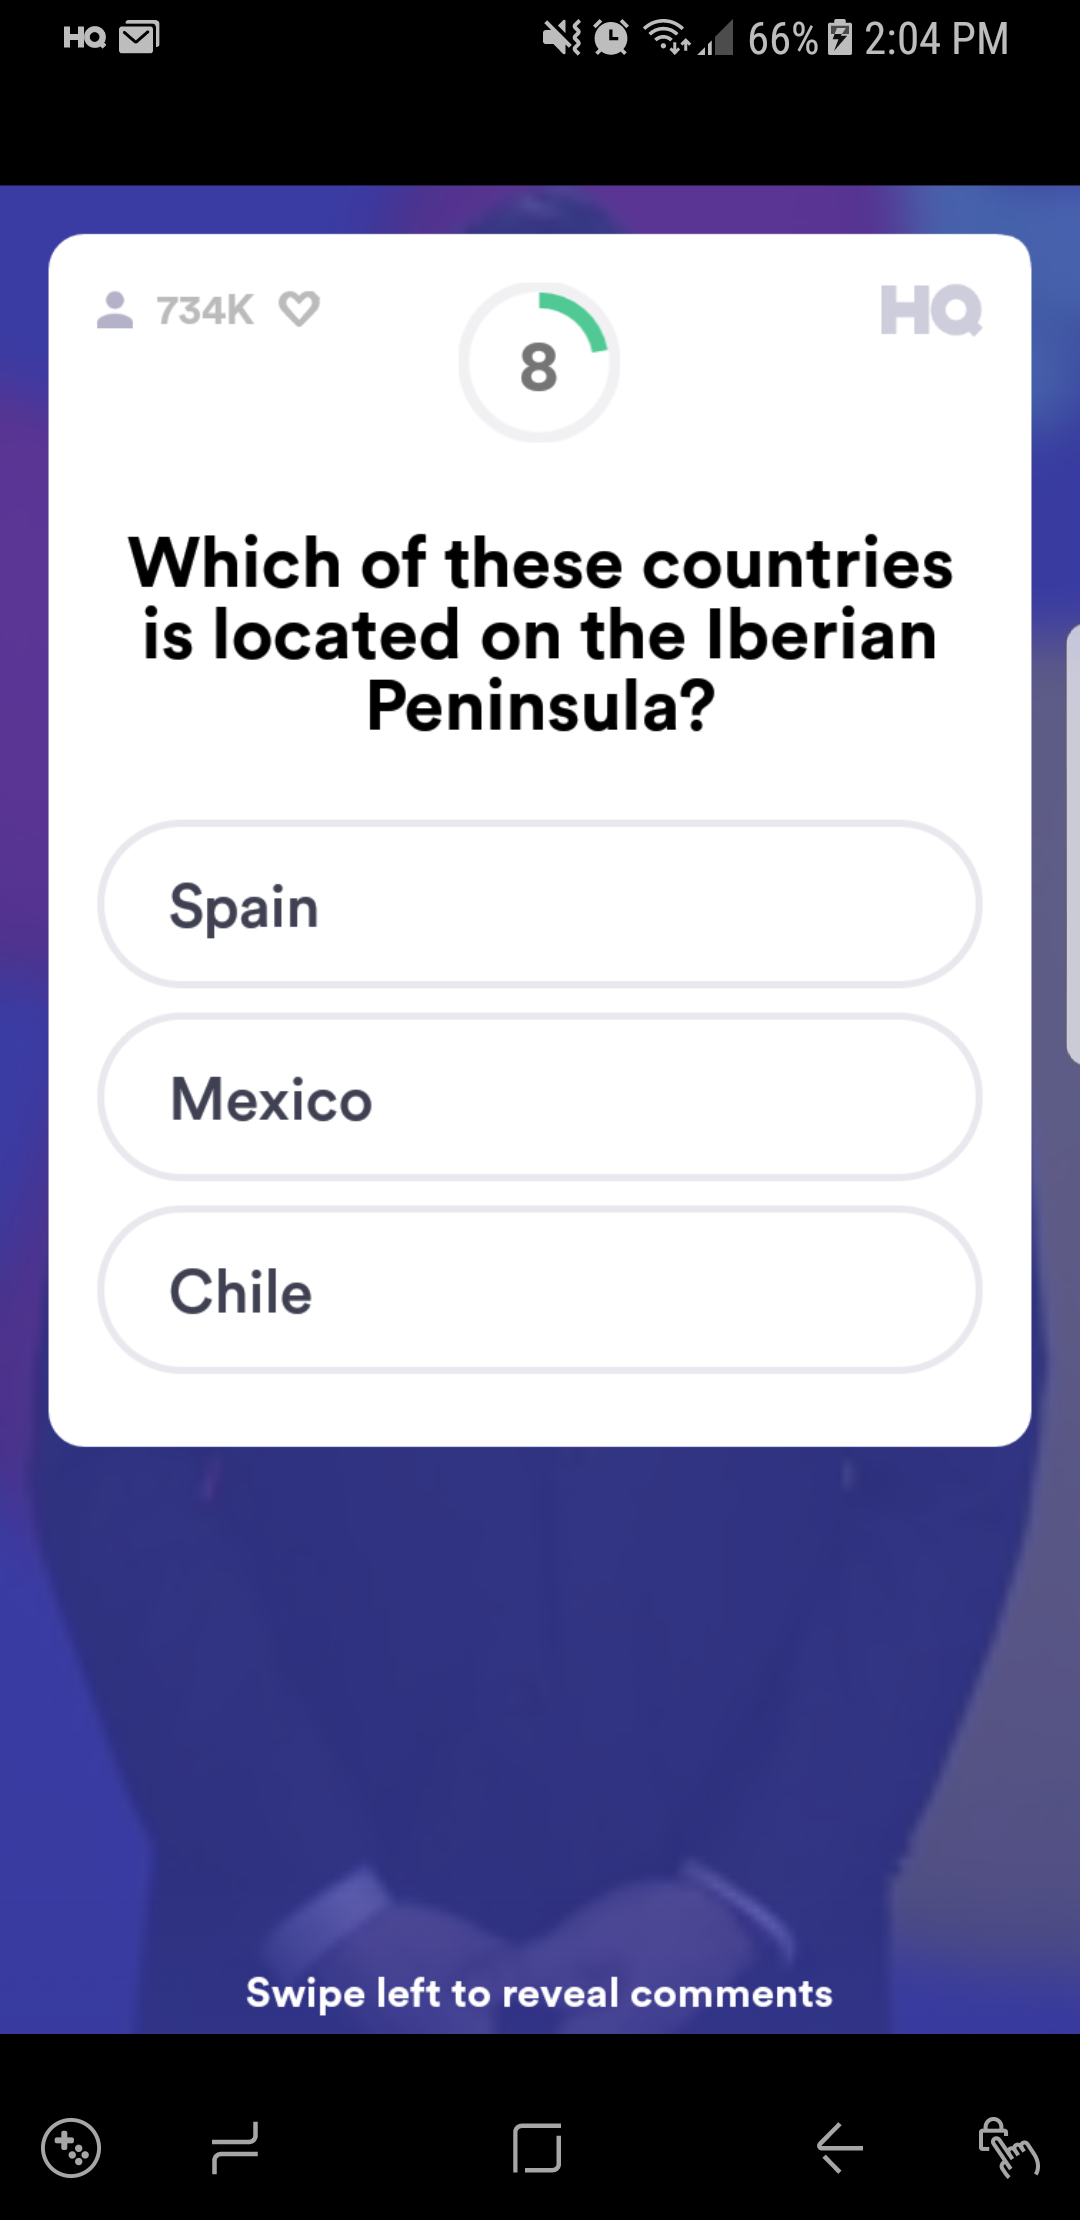 HQ 66% 2:04 PM
734K HQ
8
Which of these countries
is located on the Iberian
Peninsula?
Spain
Mexico
Chile
Swipe left to reveal comments